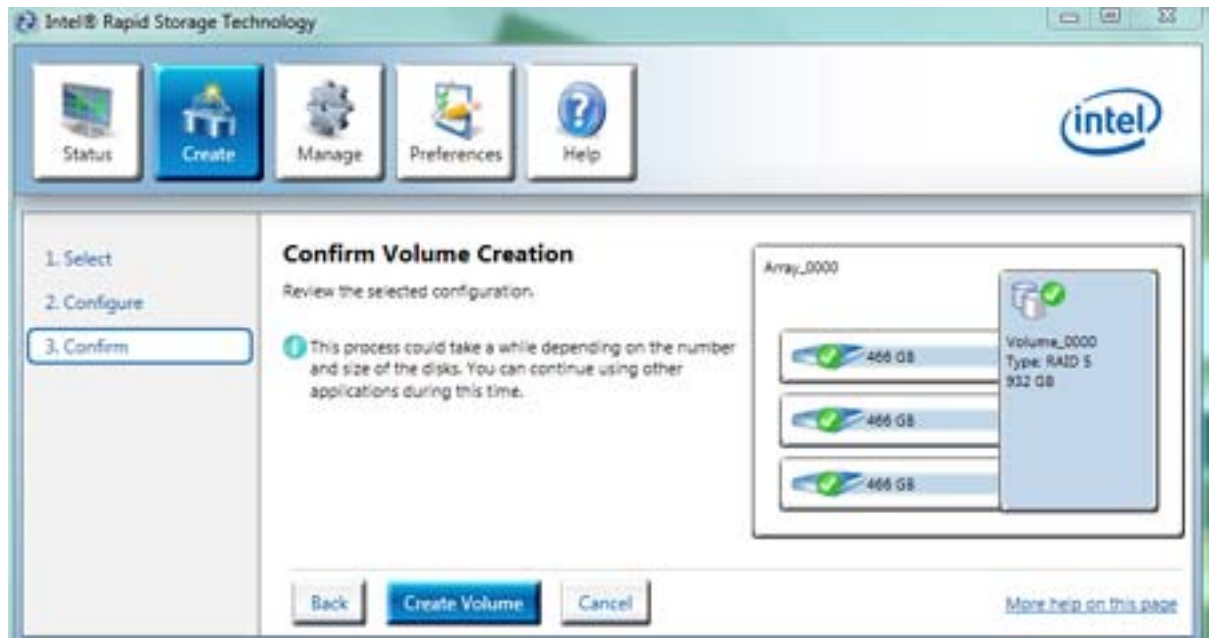 Intel® Rapid Storage Technology
Status
Create
Manage
Preferences
Help
intel
1. Select
2. Configure
3. Confirm
Confirm Volume Creation
Review the selected configuration.
This process could take a while depending on the number
and size of the disks. You can continue using other
applications during this time.
Array_0000
466 GB
466 GB
466 GB
Volume_0000
Type: RAID 5
932 GB
Back
Create Volume
Cancel
More help on this page